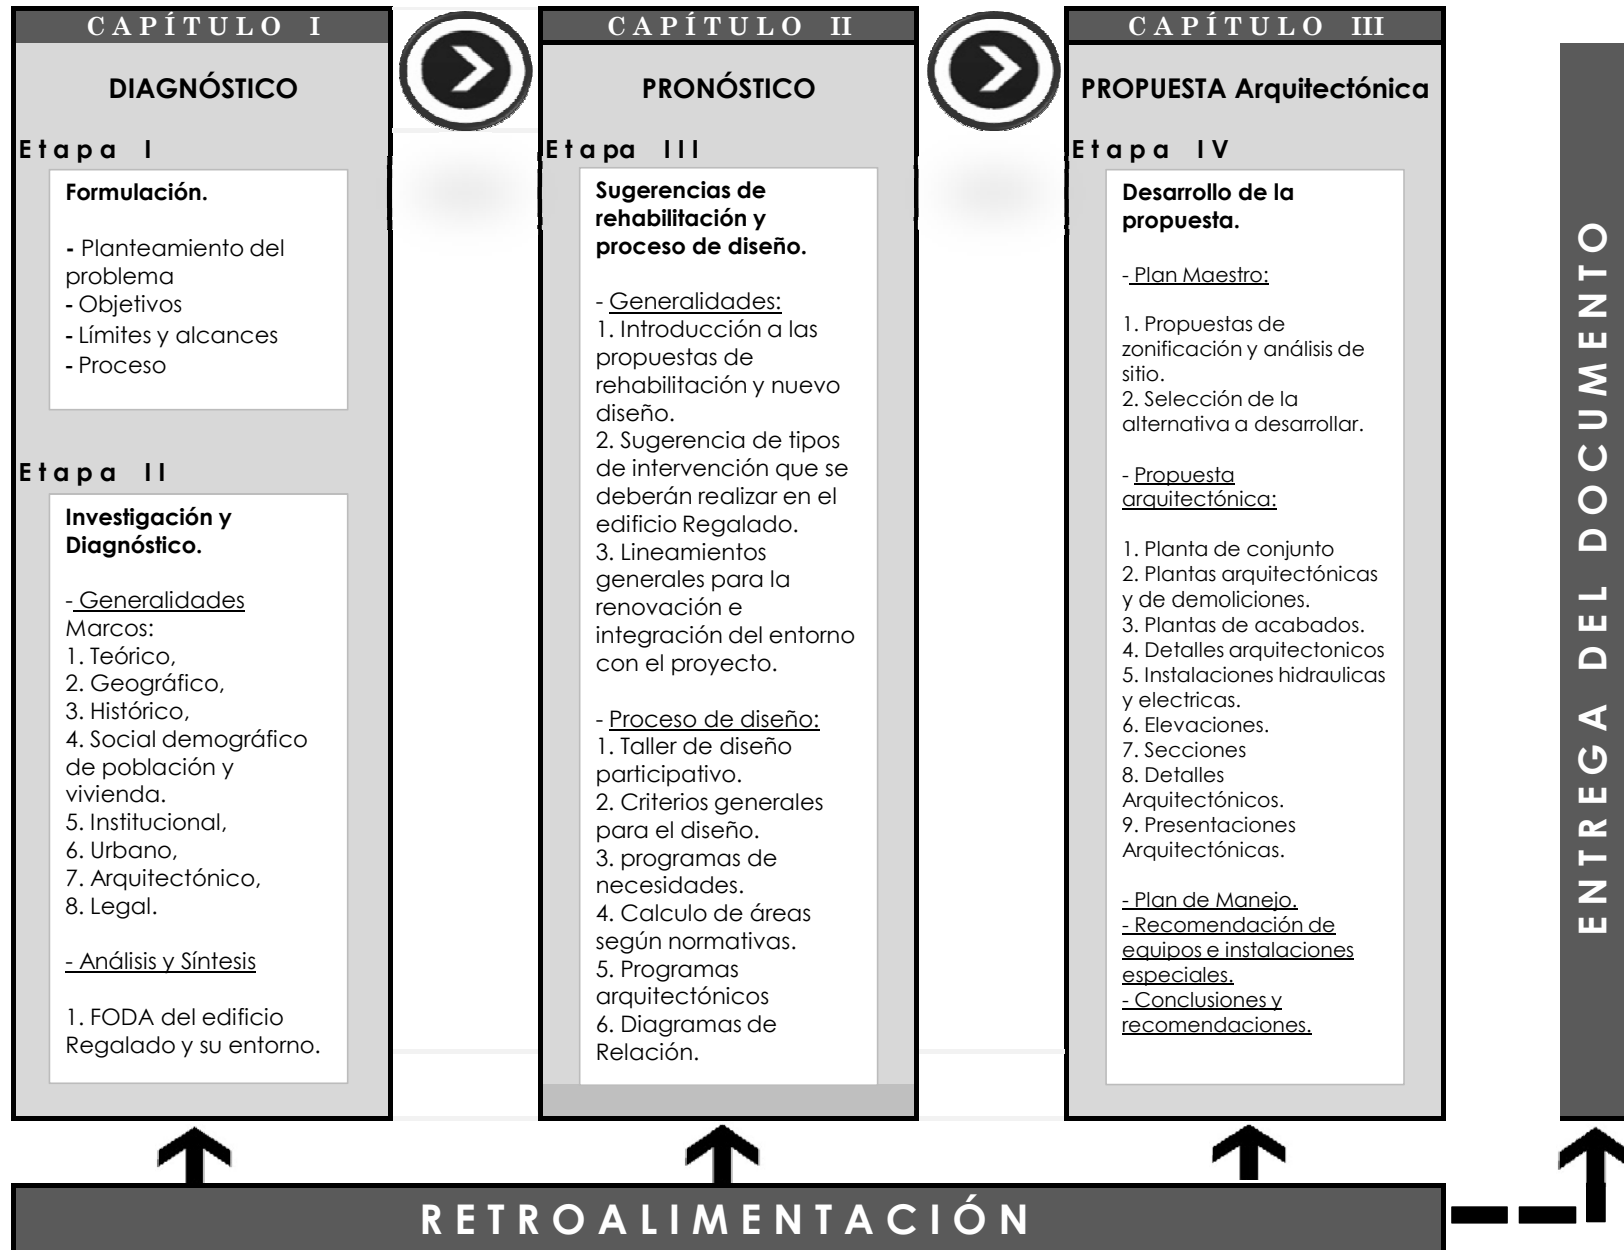 CAPÍTULO I
DIAGNÓSTICO
Etapa I
Formulación.
- Planteamiento del
problema
- Objetivos
- Límites y alcances
- Proceso
Etapa II
Investigación y
Diagnóstico.
- Generalidades
Marcos:
1. Teórico,
2. Geográfico,
3. Histórico,
4. Social demográfico
de población y
vivienda.
5. Institucional,
6. Urbano,
7. Arquitectónico,
8. Legal.
- Análisis y Síntesis
1. FODA del edificio
Regalado y su entorno.
CAPÍTULO II
PRONÓSTICO
Etapa III
Sugerencias de
rehabilitación y
proceso de diseño.
- Generalidades:
1. Introducción a las
propuestas de
rehabilitación y nuevo
diseño.
2. Sugerencia de tipos
de intervención que se
deberán realizar en el
edificio Regalado.
3. Lineamientos
generales para la
renovación e
integración del entorno
con el proyecto.
- Proceso de diseño:
1. Taller de diseño
participativo.
2. Criterios generales
para el diseño.
3. programas de
necesidades.
4. Calculo de áreas
según normativas.
5. Programas
arquitectónicos
6. Diagramas de
Relación.
CAPÍTULO III
PROPUESTA Arquitectónica
Etapa IV
Desarrollo de la
propuesta.
- Plan Maestro:
1. Propuestas de
zonificación y análisis de
sitio.
2. Selección de la
alternativa a desarrollar.
- Propuesta
arquitectónica:
1. Planta de conjunto
2. Plantas arquitectónicas
y de demoliciones.
3. Plantas de acabados.
4. Detalles arquitectonicos
5. Instalaciones hidraulicas
y electricas.
6. Elevaciones.
7. Secciones
8. Detalles
Arquitectónicos.
9. Presentaciones
Arquitectónicas.
- Plan de Manejo.
- Recomendación de
equipos e instalaciones
especiales.
- Conclusiones y
recomendaciones.
RETROALIMENTACIÓN
ENTREGA DEL DOCUMENTO